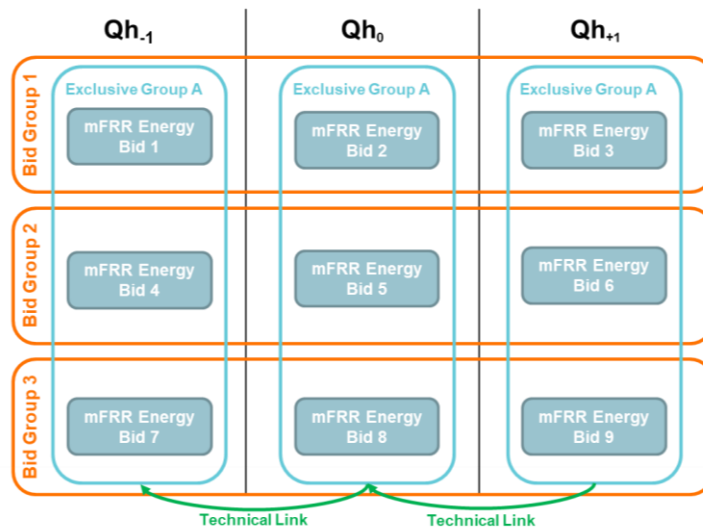 Qh-1
Qh0
Qh+1
Bid Group 1
Exclusive Group A
Exclusive Group A
Exclusive Group A
mFRR Energy
Bid 1
mFRR Energy
Bid 2
mFRR Energy
Bid 3
Bid Group 2
mFRR Energy
Bid 4
mFRR Energy
Bid 5
mFRR Energy
Bid 6
Bid Group 3
mFRR Energy
Bid 7
mFRR Energy
Bid 8
mFRR Energy
Bid 9
Technical Link
Technical Link